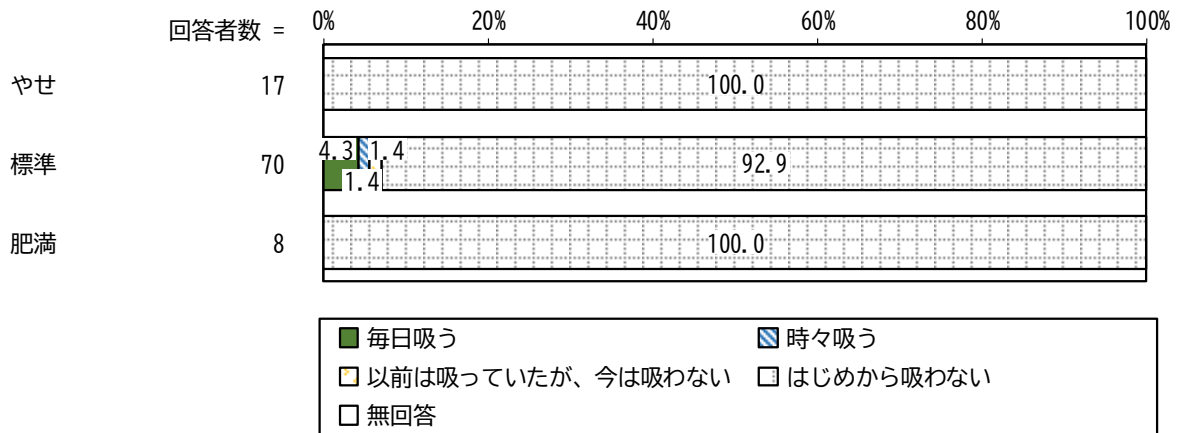 回答者数 = 0% 20% 40% 60% 80% 100%
やせ 17 100.0
標準 70 4.3 1.4 1.4 92.9
肥満 8 100.0
毎日吸う 時々吸う
以前は吸っていたが、今は吸わない はじめから吸わない
無回答